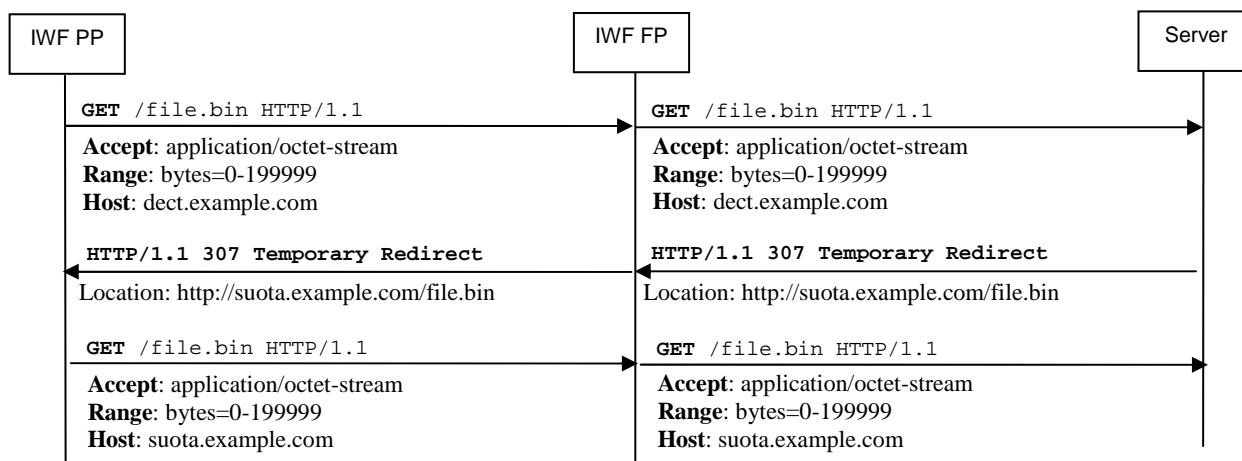 IWF PP
IWF FP
Server
GET /file.bin HTTP/1.1
Accept: application/octet-stream
Range: bytes=0-199999
Host: dect.example.com
GET /file.bin HTTP/1.1
Accept: application/octet-stream
Range: bytes=0-199999
Host: dect.example.com
HTTP/1.1 307 Temporary Redirect
Location: http://suota.example.com/file.bin
HTTP/1.1 307 Temporary Redirect
Location: http://suota.example.com/file.bin
GET /file.bin HTTP/1.1
Accept: application/octet-stream
Range: bytes=0-199999
Host: suota.example.com
GET /file.bin HTTP/1.1
Accept: application/octet-stream
Range: bytes=0-199999
Host: suota.example.com